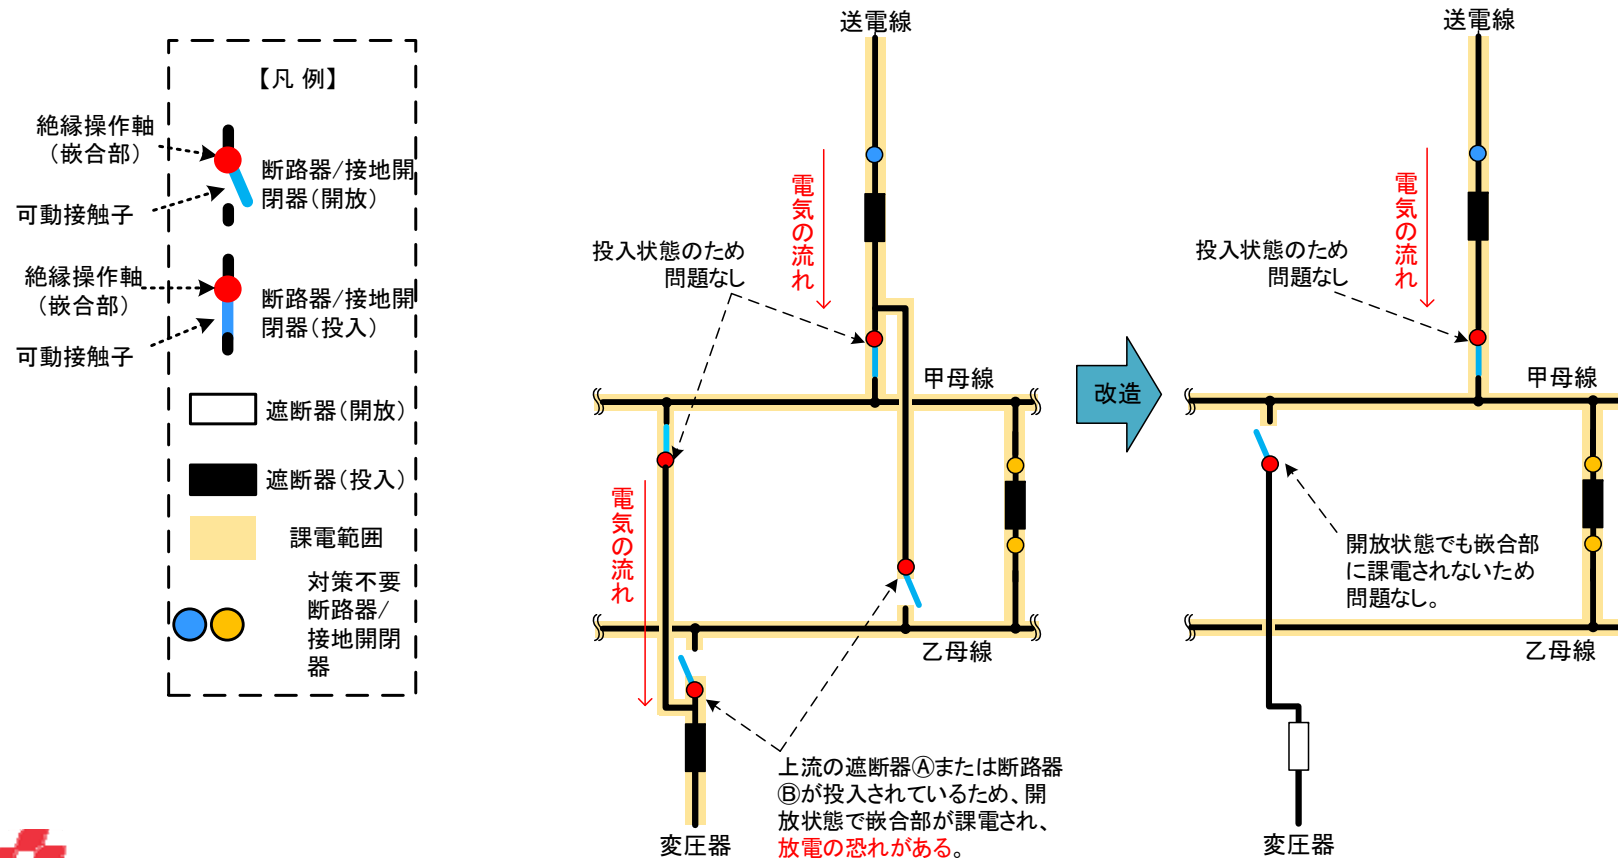 【凡 例】
絶縁操作軸
（嵌合部）
可動接触子
断路器/接地開
閉器（開放）
絶縁操作軸
（嵌合部）
可動接触子
断路器/接地開
閉器（投入）
遮断器（開放）
遮断器（投入）
課電範囲
対策不要
断路器/
接地開閉
器
送電線
電気の流れ
投入状態のため
問題なし
甲母線
電気の流れ
乙母線
上流の遮断器Ⓐまたは断路器
Ⓑが投入されているため、開
放状態で嵌合部が課電され、
放電の恐れがある。
変圧器
改造
送電線
電気の流れ
投入状態のため
問題なし
甲母線
開放状態でも嵌合部
に課電されないため
問題なし。
乙母線
変圧器